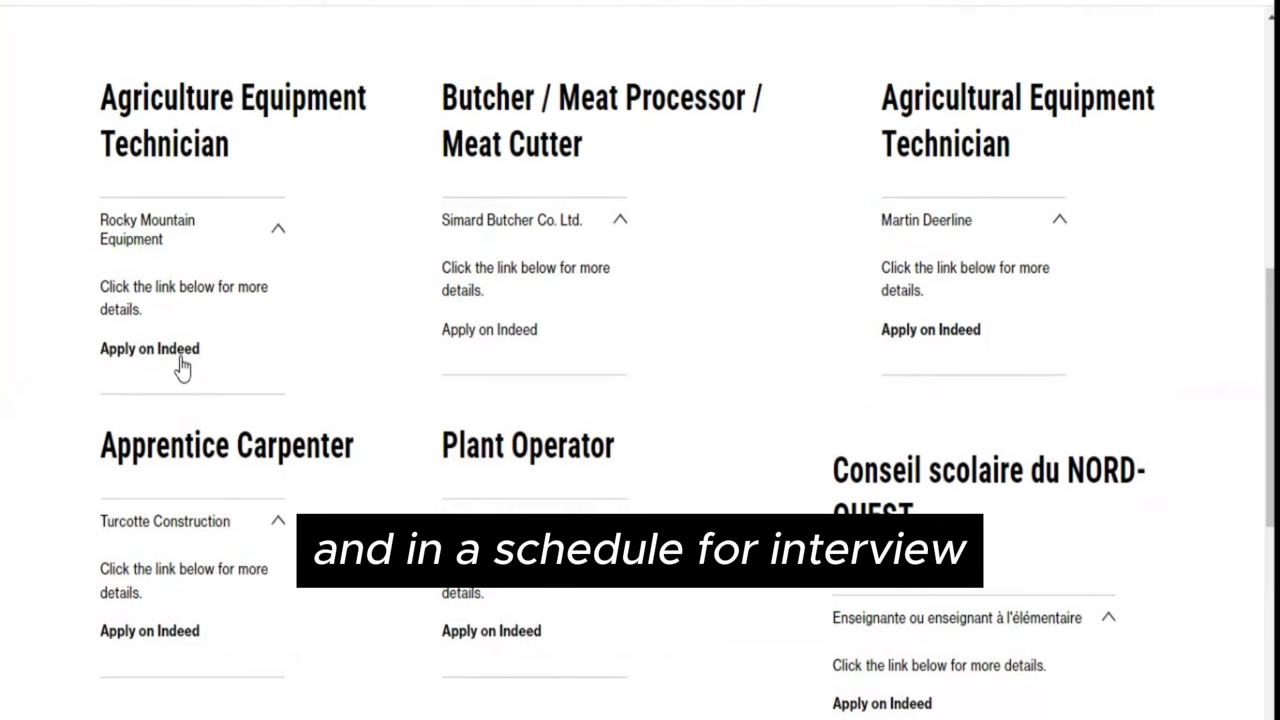 Agriculture Equipment
Technician
Rocky Mountain
Equipment
Click the link below for more
details.
Apply on Indeed
Butcher / Meat Processor /
Meat Cutter
Simard Butcher Co. Ltd.
Click the link below for more
details.
Apply on Indeed
Agricultural Equipment
Technician
Martin Deerline
Click the link below for more
details.
Apply on Indeed
Apprentice Carpenter
Turcotte Construction
Click the link below for more
details.
Apply on Indeed
Plant Operator
details.
Apply on Indeed
Conseil scolaire du NORD-
OUEST
Enseignante ou enseignant à l'élémentaire
Click the link below for more details.
Apply on Indeed
and in a schedule for interview